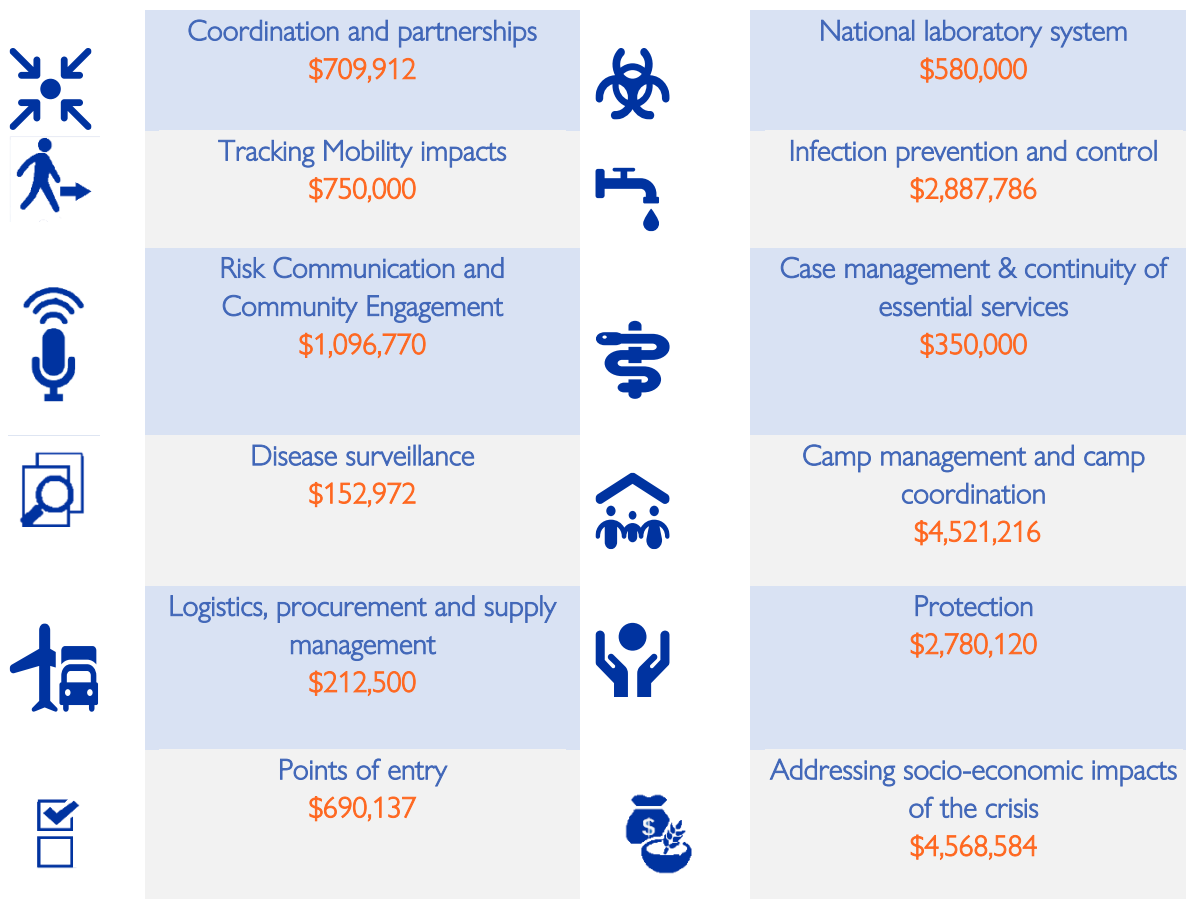 Coordination and partnerships
$709,912
National laboratory system
$580,000
Tracking Mobility impacts
$750,000
Infection prevention and control
$2,887,786
Risk Communication and
Community Engagement
$1,096,770
Case management & continuity of
essential services
$350,000
Disease surveillance
$152,972
Camp management and camp
coordination
$4,521,216
Logistics, procurement and supply
management
$212,500
Protection
$2,780,120
Points of entry
$690,137
$
Addressing socio-economic impacts
of the crisis
$4,568,584